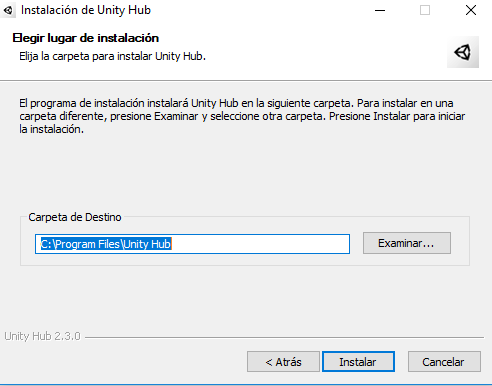 Instalación de Unity Hub
Elegir lugar de instalación
Elija la carpeta para instalar Unity Hub.
El programa de instalación instalará Unity Hub en la siguiente carpeta. Para instalar en una
carpeta diferente, presione Examinar y seleccione otra carpeta. Presione Instalar para iniciar
la instalación.
Carpeta de Destino
C:\Program Files\Unity Hub
Examinar...
Unity Hub 2.3.0
< Atrás
Instalar
Cancelar